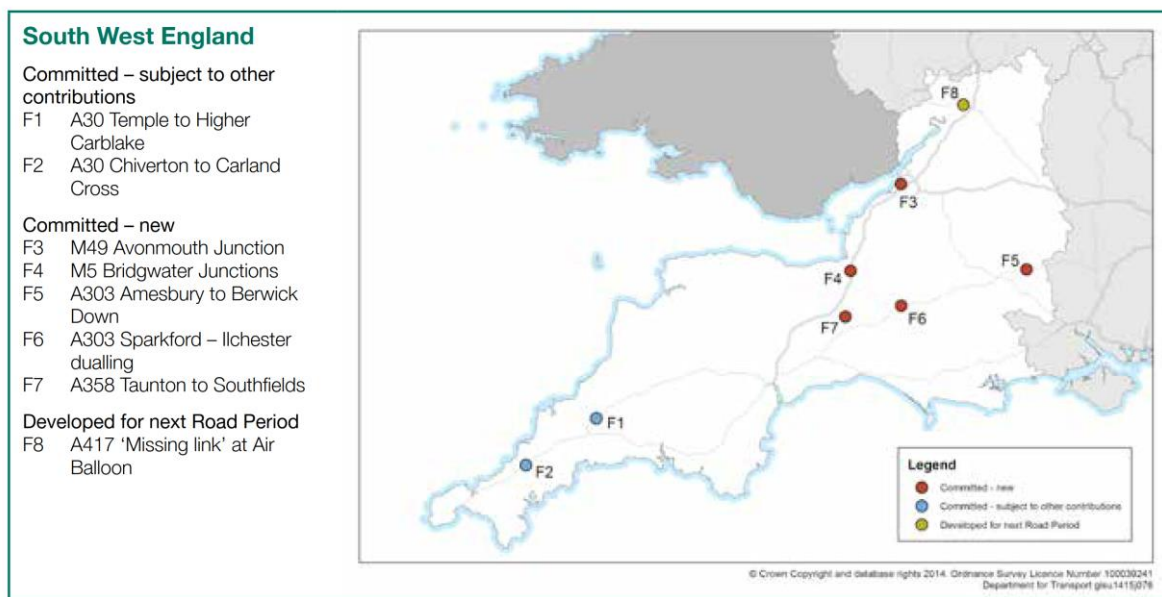 South West England
Committed – subject to other
contributions
F1 A30 Temple to Higher
Carblake
F2 A30 Chiverton to Carland
Cross
Committed – new
F3 M49 Avonmouth Junction
F4 M5 Bridgwater Junctions
F5 A303 Amesbury to Berwick
Down
F6 A303 Sparkford – Ilchester
dualling
F7 A358 Taunton to Southfields
Developed for next Road Period
F8 A417 ‘Missing link’ at Air
Balloon
F8
F3
F4
F5
F6
F7
F1
F2
Legend
Committed - new
Committed - subject to other contributions
Developed for next Road Period
© Crown Copyright and database rights 2014. Ordnance Survey Licence Number 100039241
Department for Transport gisu1415j076